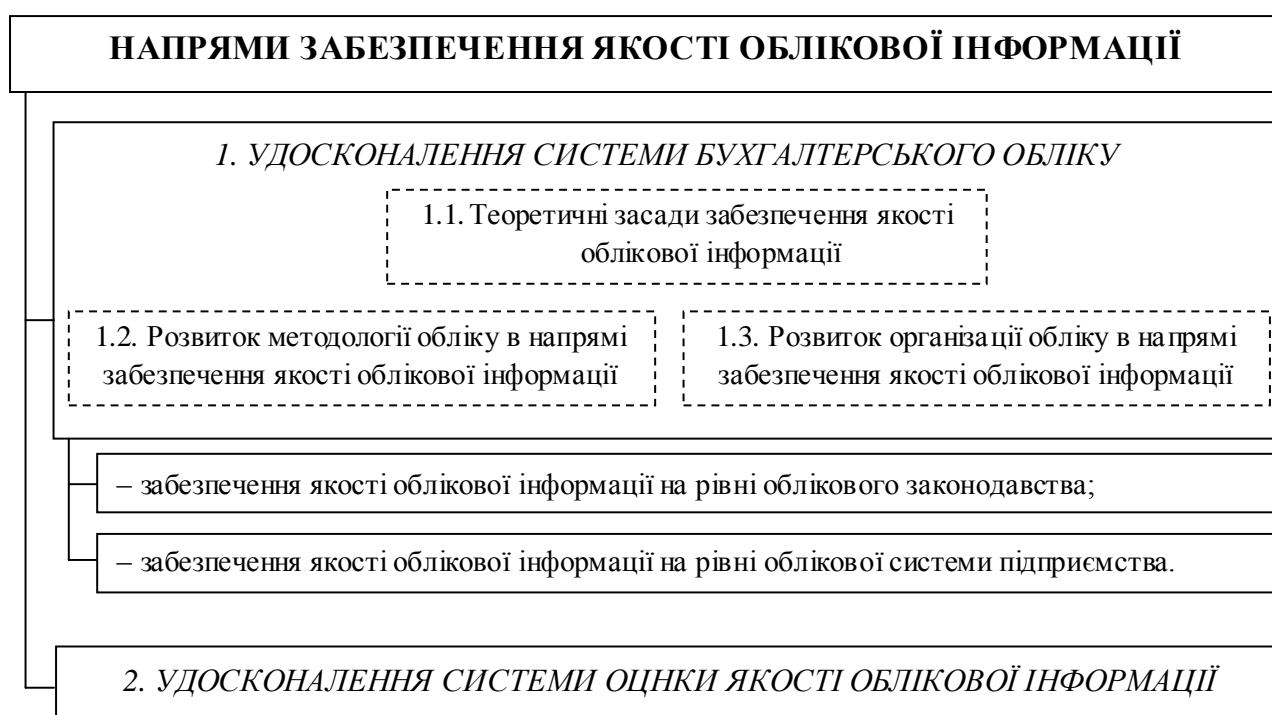 НАПРЯМИ ЗАБЕЗПЕЧЕННЯ ЯКОСТІ ОБЛІКОВОЇ ІНФОРМАЦІЇ
1. УДОСКОНАЛЕННЯ СИСТЕМИ БУХГАЛТЕРСЬКОГО ОБЛІКУ
1.1. Теоретичні засади забезпечення якості
облікової інформації
1.2. Розвиток методології обліку в напрямі
забезпечення якості облікової інформації
1.3. Розвиток організації обліку в напрямі
забезпечення якості облікової інформації
– забезпечення якості облікової інформації на рівні облікового законодавства;
– забезпечення якості облікової інформації на рівні облікової системи підприємства.
2. УДОСКОНАЛЕННЯ СИСТЕМИ ОЦНКИ ЯКОСТІ ОБЛІКОВОЇ ІНФОРМАЦІЇ